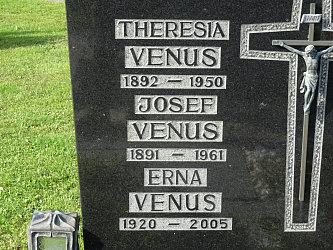 THERESIA
VENUS
1892 — 1950
JOSEF
VENUS
1891 — 1961
ERNA
VENUS
1920 — 2005